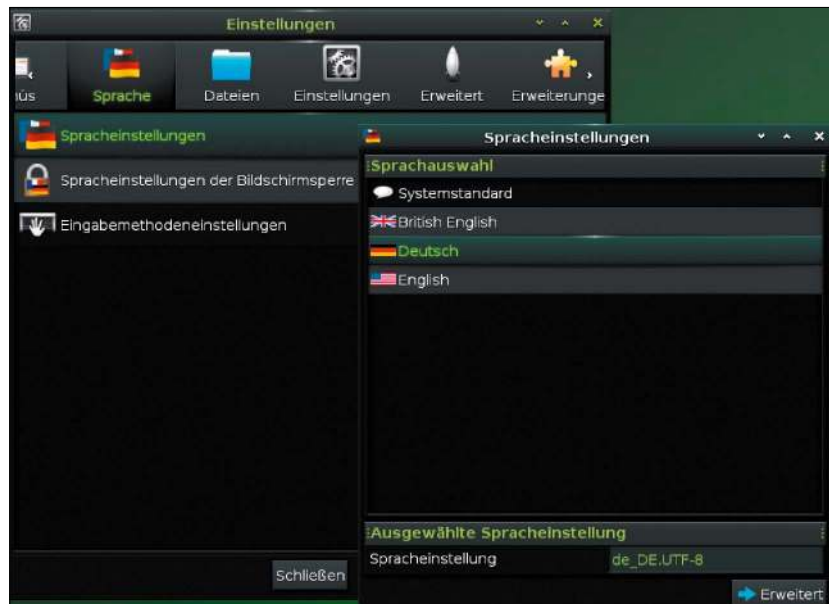 Einstellungen
nüs
Sprache
Dateien
Einstellungen
Erweitert
Erweiterunge
Spracheinstellungen
Spracheinstellungen der Bildschirmsperre
Eingabemethodeneinstellungen
Schließen
Spracheinstellungen
Sprachauswahl
Systemstandard
British English
Deutsch
English
Ausgewählte Spracheinstellung
Spracheinstellung de_DE.UTF-8
Erweitert